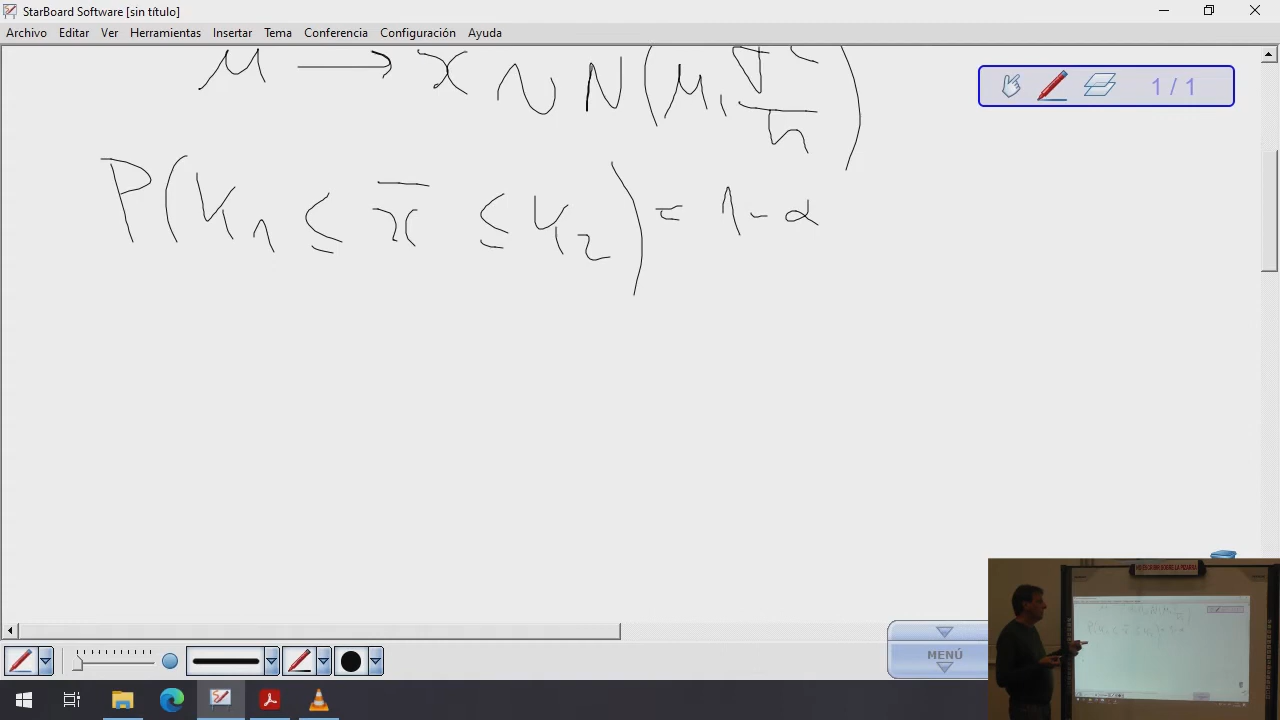 StarBoard Software [sin título]
Archivo Editar Ver Herramientas Insertar Tema Conferencia Configuración Ayuda
μ → x ~ N(μ, σ²/n)
1 / 1
P(K₁ ≤ x̄ ≤ K₂) = 1 - α
MENÚ